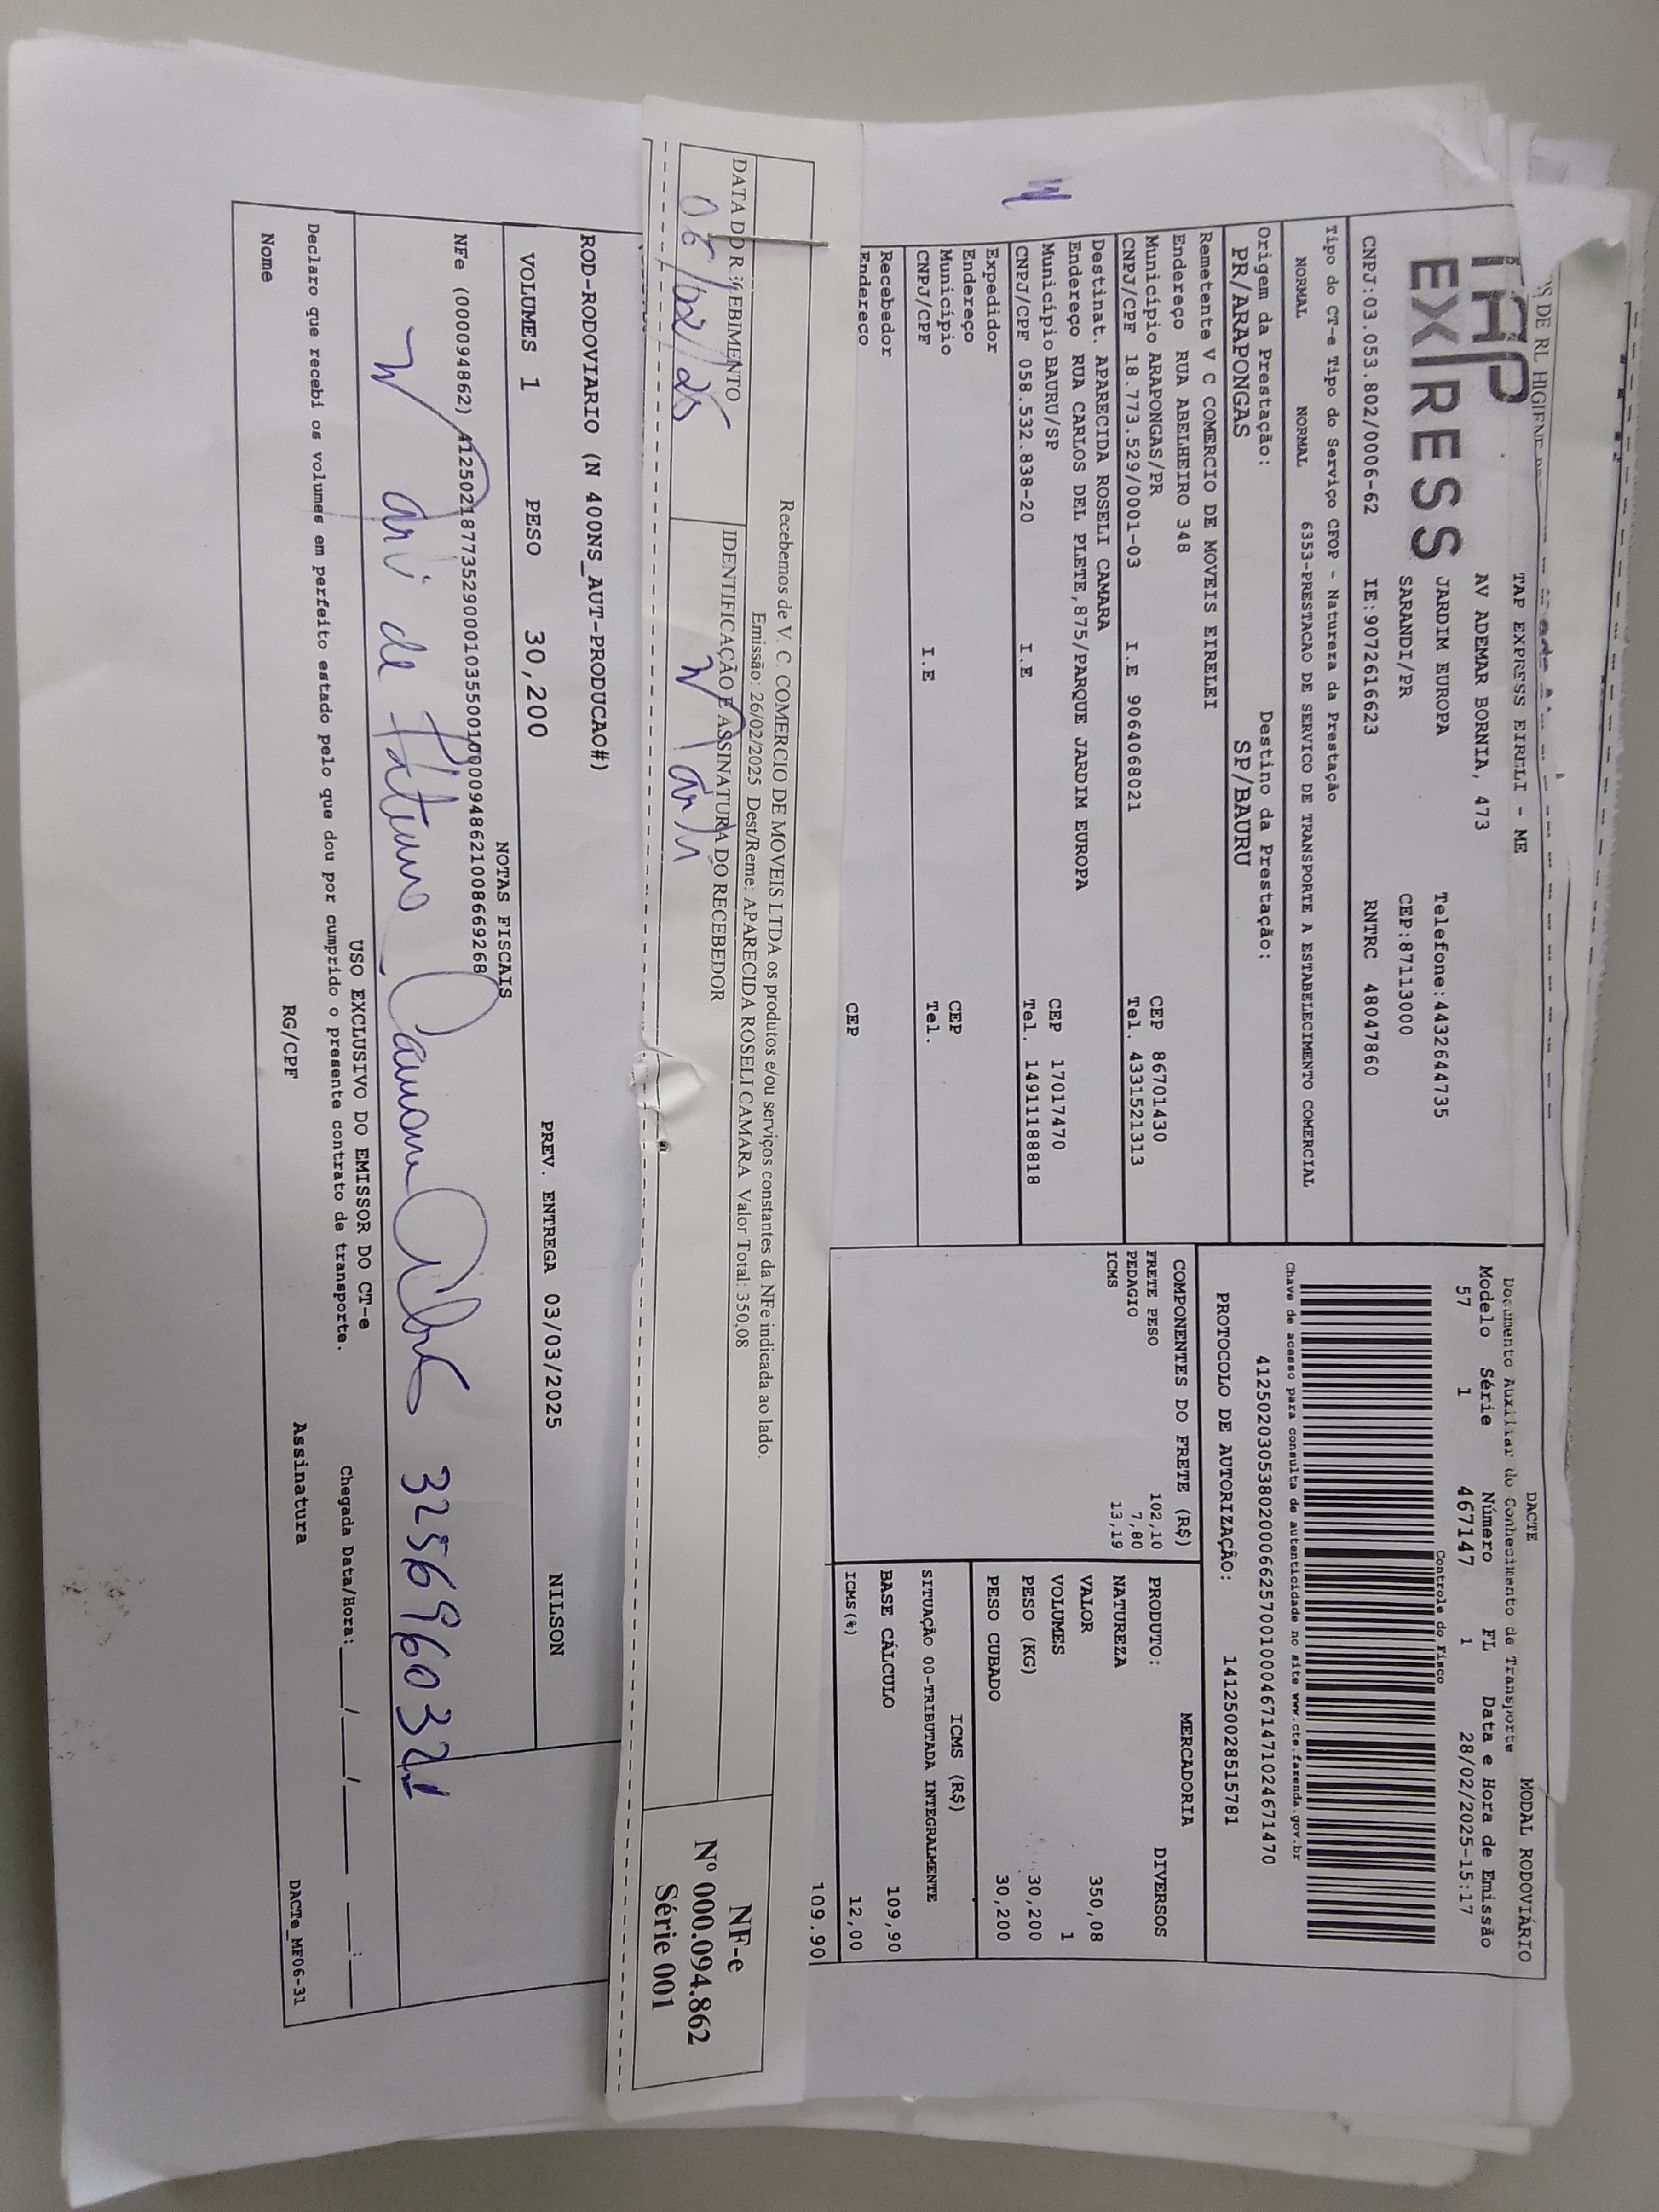 TAP EXPRESS
TAP EXPRESS EIRELI - ME
AV ADEMAR BORNIA, 473
JARDIM EUROPA Telefone:4432644735
SARANDI/PR CEP:87113000
CNPJ:03.053.802/0006-62 IE:9072616623 RNTRC 48047860
DACTE MODAL RODOVIÁRIO
Documento Auxiliar do Conhecimento de Transporte
Modelo Série Número FL Data e Hora de Emissão
57 1 467147 1 28/02/2025-15:17
Controle do Fisco
Chave de acesso para consulta de autenticidade no site www.cte.fazenda.gov.br
41250203053802000662570010004671471024671470
PROTOCOLO DE AUTORIZAÇÃO: 141250028515781
Tipo do CT-e Tipo do Serviço CFOP - Natureza da Prestação
NORMAL NORMAL 6353-PRESTACAO DE SERVICO DE TRANSPORTE A ESTABELECIMENTO COMERCIAL
Origem da Prestação: Destino da Prestação:
PR/ARAPONGAS SP/BAURU
Remetente V C COMERCIO DE MOVEIS EIRELEI
Endereço RUA ABELHEIRO 348
Município ARAPONGAS/PR CEP 86701430
CNPJ/CPF 18.773.529/0001-03 I.E 9064068021 Tel. 4331521313
Destinat. APARECIDA ROSELI CAMARA
Endereço RUA CARLOS DEL PLETE,875/PARQUE JARDIM EUROPA
Município BAURU/SP CEP 17017470
CNPJ/CPF 058.532.838-20 I.E Tel. 14911188818
Expedidor
Endereço
Município CEP
CNPJ/CPF I.E Tel.
Recebedor
Endereço CEP
COMPONENTES DO FRETE (R$)
FRETE PESO 102,10
PEDAGIO 7,80
ICMS 13,19
MERCADORIA
PRODUTO: DIVERSOS
NATUREZA
VALOR 350,08
VOLUMES 1
PESO (KG) 30,200
PESO CUBADO 30,200
ICMS (R$)
SITUAÇÃO 00-TRIBUTADA INTEGRALMENTE
BASE CÁLCULO 109,90
ICMS(%) 12,00
109.90
Recebemos de V. C. COMERCIO DE MOVEIS LTDA os produtos e/ou serviços constantes da NFe indicada ao lado.
Emissão: 26/02/2025 Dest/Reme: APARECIDA ROSELI CAMARA Valor Total: 350,08
DATA DO RECEBIMENTO IDENTIFICAÇÃO E ASSINATURA DO RECEBEDOR
06/02/25
NF-e
Nº 000.094.862
Série 001
ROD-RODOVIARIO (N 400NS_AUT-PRODUCAO#)
VOLUMES 1 PESO 30,200 PREV. ENTREGA 03/03/2025 NILSON
NOTAS FISCAIS
NFe (000094862) 41250218773529000103550010000948621008669268
de Fátima
USO EXCLUSIVO DO EMISSOR DO CT-e
Declaro que recebi os volumes em perfeito estado pelo que dou por cumprido o presente contrato de transporte. Chegada Data/Hora:___/___/_____ ___:___
Nome RG/CPF Assinatura DACTe_MF06-31